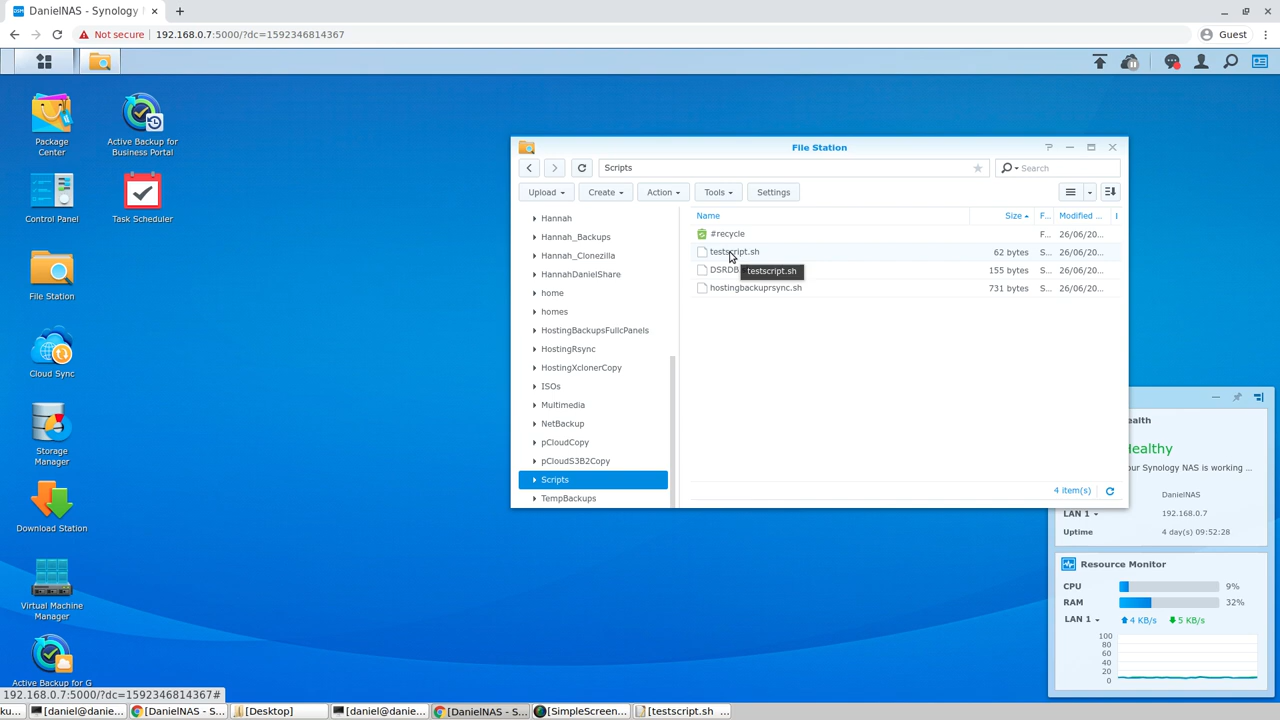 DanielNAS - Synology
Not secure
192.168.0.7:5000/?dc=1592346814367
Guest
Package
Center
Active Backup for
Business Portal
Control Panel
Task Scheduler
File Station
Cloud Sync
Storage
Manager
Download Station
Virtual Machine
Manager
Active Backup for G
File Station
Scripts
Search
Upload
Create
Action
Tools
Settings
Hannah
Hannah_Backups
Hannah_Clonezilla
HannahDanielShare
home
homes
HostingBackupsFullcPanels
HostingRsync
HostingXclonerCopy
ISOs
Multimedia
NetBackup
pCloudCopy
pCloudS3B2Copy
Scripts
TempBackups
Name Size F... Modified ...
#recycle F... 26/06/20...
testscript.sh 62 bytes S... 26/06/20...
DSRDB 155 bytes S... 26/06/20...
testscript.sh
hostingbackuprsync.sh 731 bytes S... 26/06/20...
4 item(s)
ealth
Healthy
our Synology NAS is working ...
DanielNAS
LAN 1 192.168.0.7
Uptime 4 day(s) 09:52:28
Resource Monitor
CPU 9%
RAM 32%
LAN 1 4 KB/s 5 KB/s
100
80
60
40
20
0
192.168.0.7:5000/?dc=1592346814367#
ku... [daniel@danie... [DanielNAS - S... [Desktop] [daniel@danie... [DanielNAS - S... [SimpleScreen... [testscript.sh ...